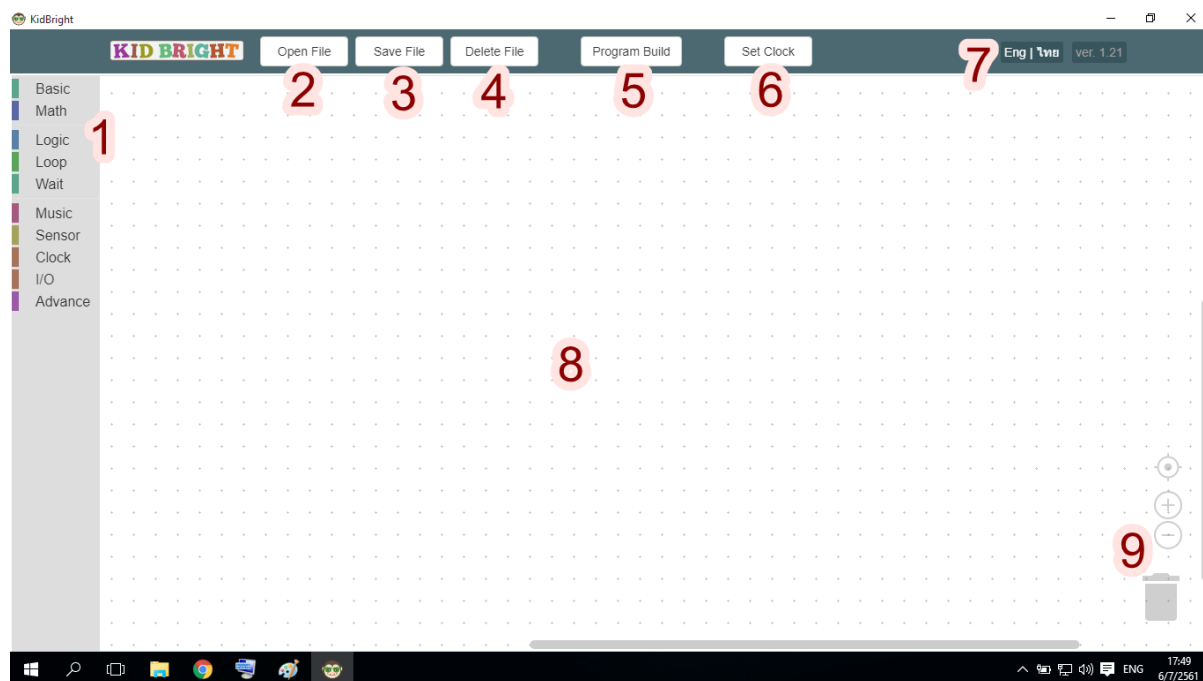 KidBright
KID BRIGHT
Open File
Save File
Delete File
Program Build
Set Clock
7
Eng | ไทย
ver. 1.21
2
3
4
5
6
Basic
Math
1
Logic
Loop
Wait
Music
Sensor
Clock
I/O
Advance
8
9
ENG
17:49
6/7/2561